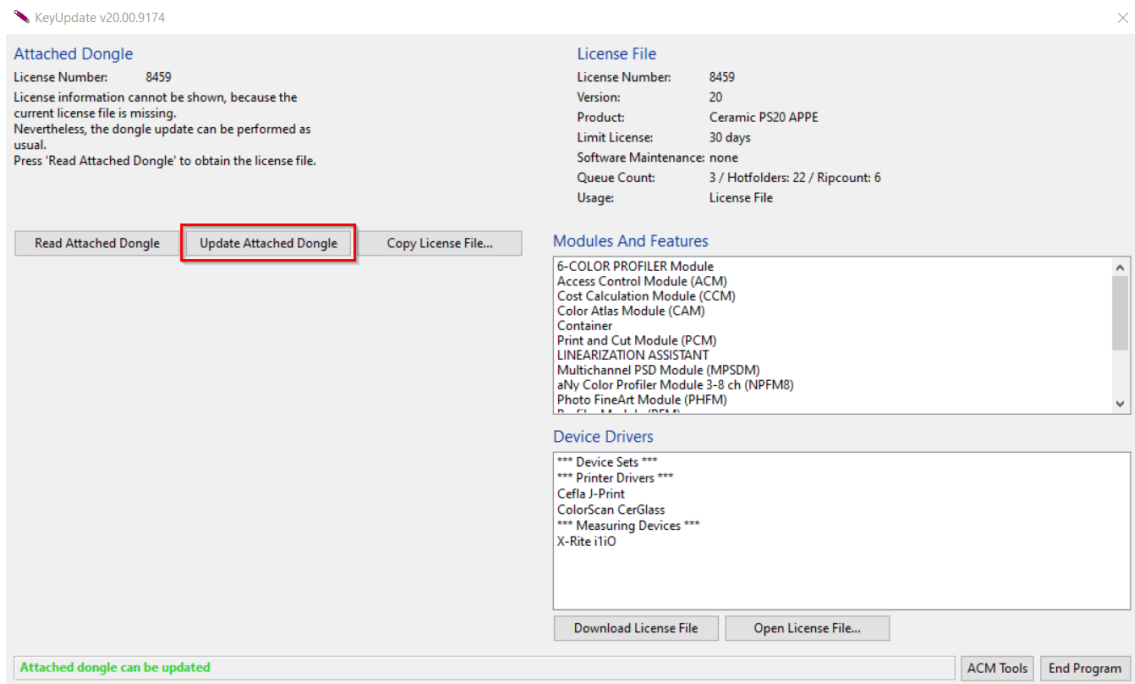 KeyUpdate v20.00.9174
Attached Dongle
License Number: 8459
License information cannot be shown, because the
current license file is missing.
Nevertheless, the dongle update can be performed as
usual.
Press 'Read Attached Dongle' to obtain the license file.
Read Attached Dongle
Update Attached Dongle
Copy License File...
License File
License Number: 8459
Version: 20
Product: Ceramic PS20 APPE
Limit License: 30 days
Software Maintenance: none
Queue Count: 3 / Hotfolders: 22 / Ripcount: 6
Usage: License File
Modules And Features
6-COLOR PROFILER Module
Access Control Module (ACM)
Cost Calculation Module (CCM)
Color Atlas Module (CAM)
Container
Print and Cut Module (PCM)
LINEARIZATION ASSISTANT
Multichannel PSD Module (MPSDM)
aNy Color Profiler Module 3-8 ch (NPFM8)
Photo FineArt Module (PHFM)
Device Drivers
*** Device Sets ***
*** Printer Drivers ***
Cefla J-Print
ColorScan CerGlass
*** Measuring Devices ***
X-Rite i1iO
Download License File
Open License File...
Attached dongle can be updated
ACM Tools
End Program